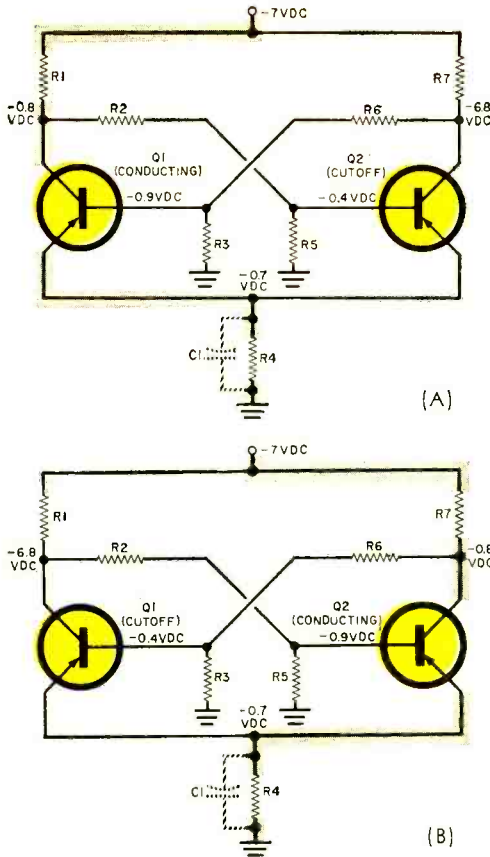 -7VDC
R1
R7
-0.8
VDC
R2
R6
-6.8
VDC
Q1
(CONDUCTING)
Q2
(CUTOFF)
-0.9VDC
-0.4VDC
R3
R5
-0.7
VDC
C1
R4
(A)
-7VDC
R1
R7
-6.8
VDC
R2
R6
-0.8
VDC
Q1
(CUTOFF)
Q2
(CONDUCTING)
-0.4VDC
-0.9VDC
R3
R5
-0.7
VDC
C1
R4
(B)